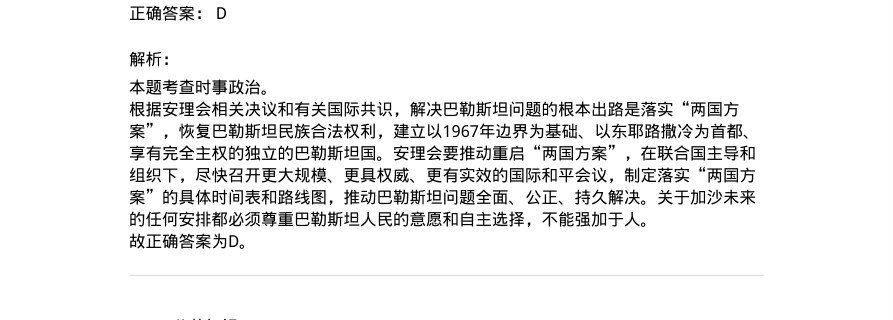 正确答案： D
解析：
本题考查时事政治。
根据安理会相关决议和有关国际共识，解决巴勒斯坦问题的根本出路是落实“两国方
案”，恢复巴勒斯坦民族合法权利，建立以1967年边界为基础、以东耶路撒冷为首都、
享有完全主权的独立的巴勒斯坦国。安理会要推动重启“两国方案”，在联合国主导和
组织下，尽快召开更大规模、更具权威、更有实效的国际和平会议，制定落实“两国方
案”的具体时间表和路线图，推动巴勒斯坦问题全面、公正、持久解决。关于加沙未来
的任何安排都必须尊重巴勒斯坦人民的意愿和自主选择，不能强加于人。
故正确答案为D。